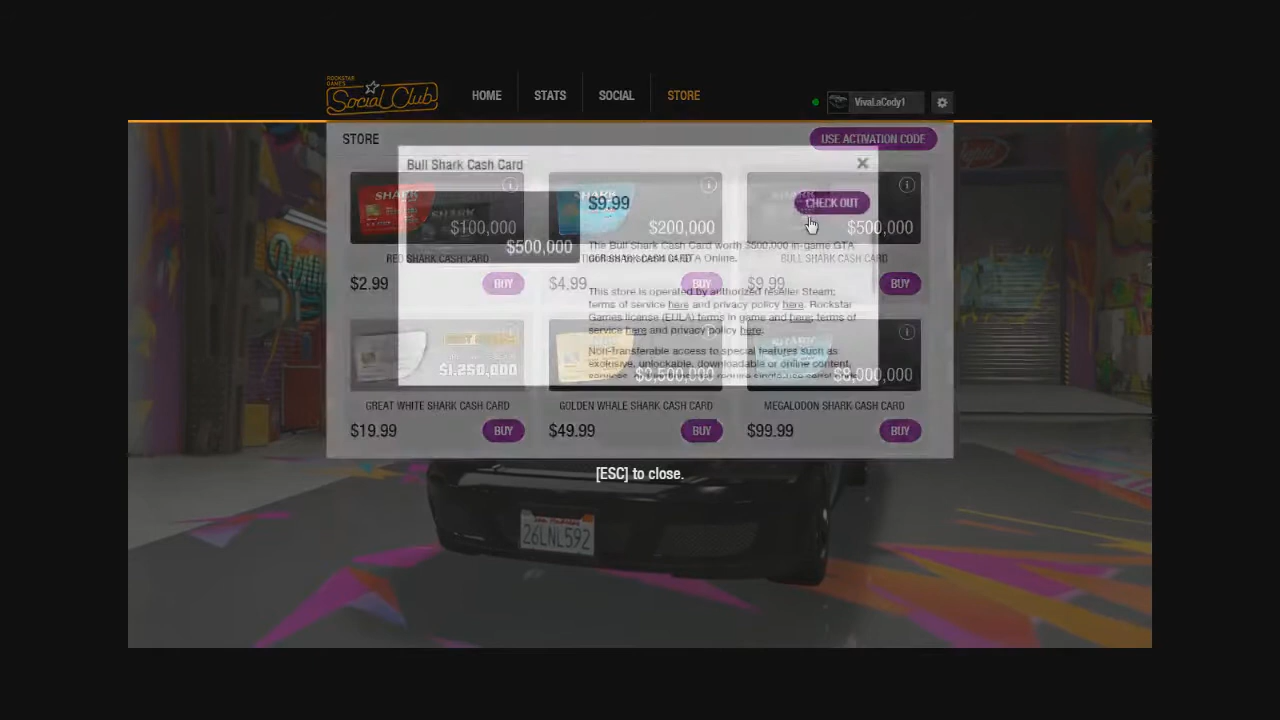 ROCKSTAR
GAMES
Social Club
HOME
STATS
SOCIAL
STORE
VivaLaCody1
STORE
USE ACTIVATION CODE
Bull Shark Cash Card
SHARK
$100,000
$500,000
$9.99
$200,000
CHECK OUT
$500,000
The Bull Shark Cash Card worth $500,000 in-game GTA
GTA Online.
RED SHARK CASH CARD
BULL SHARK CASH CARD
$2.99
BUY
$4.99
BUY
$9.99
BUY
This store is operated by authorized reseller Steam;
terms of service here and privacy policy here. Rockstar
Games license (EULA) terms in game and here; terms of
service here and privacy policy here.
Non-transferable access to special features such as
exclusive, unlockable, downloadable or online content,
$1,250,000
$8,000,000
GREAT WHITE SHARK CASH CARD
GOLDEN WHALE SHARK CASH CARD
MEGALODON SHARK CASH CARD
$19.99
BUY
$49.99
BUY
$99.99
BUY
[ESC] to close.
26LNL592